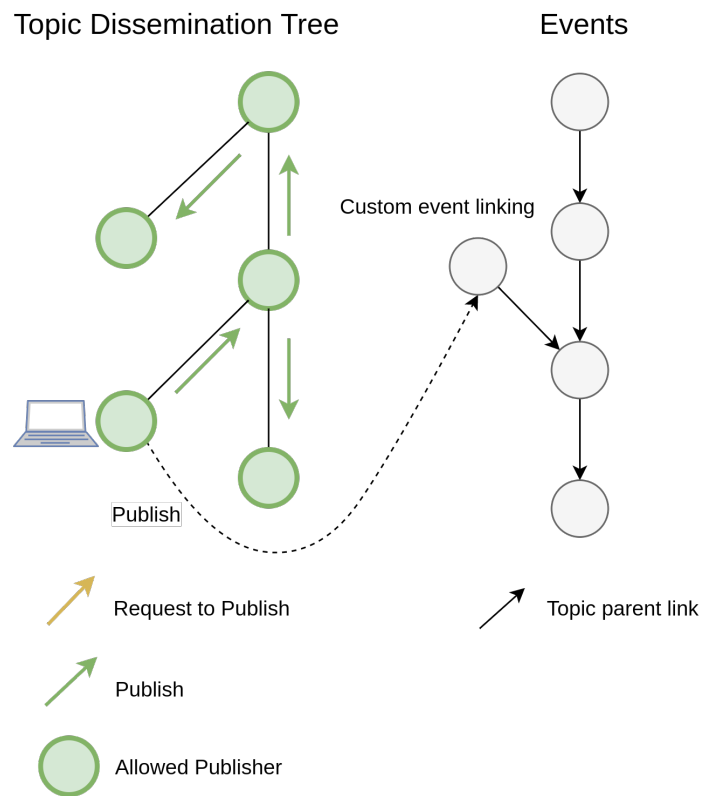 Topic Dissemination Tree
Events
Custom event linking
Publish
Request to Publish
Topic parent link
Publish
Allowed Publisher